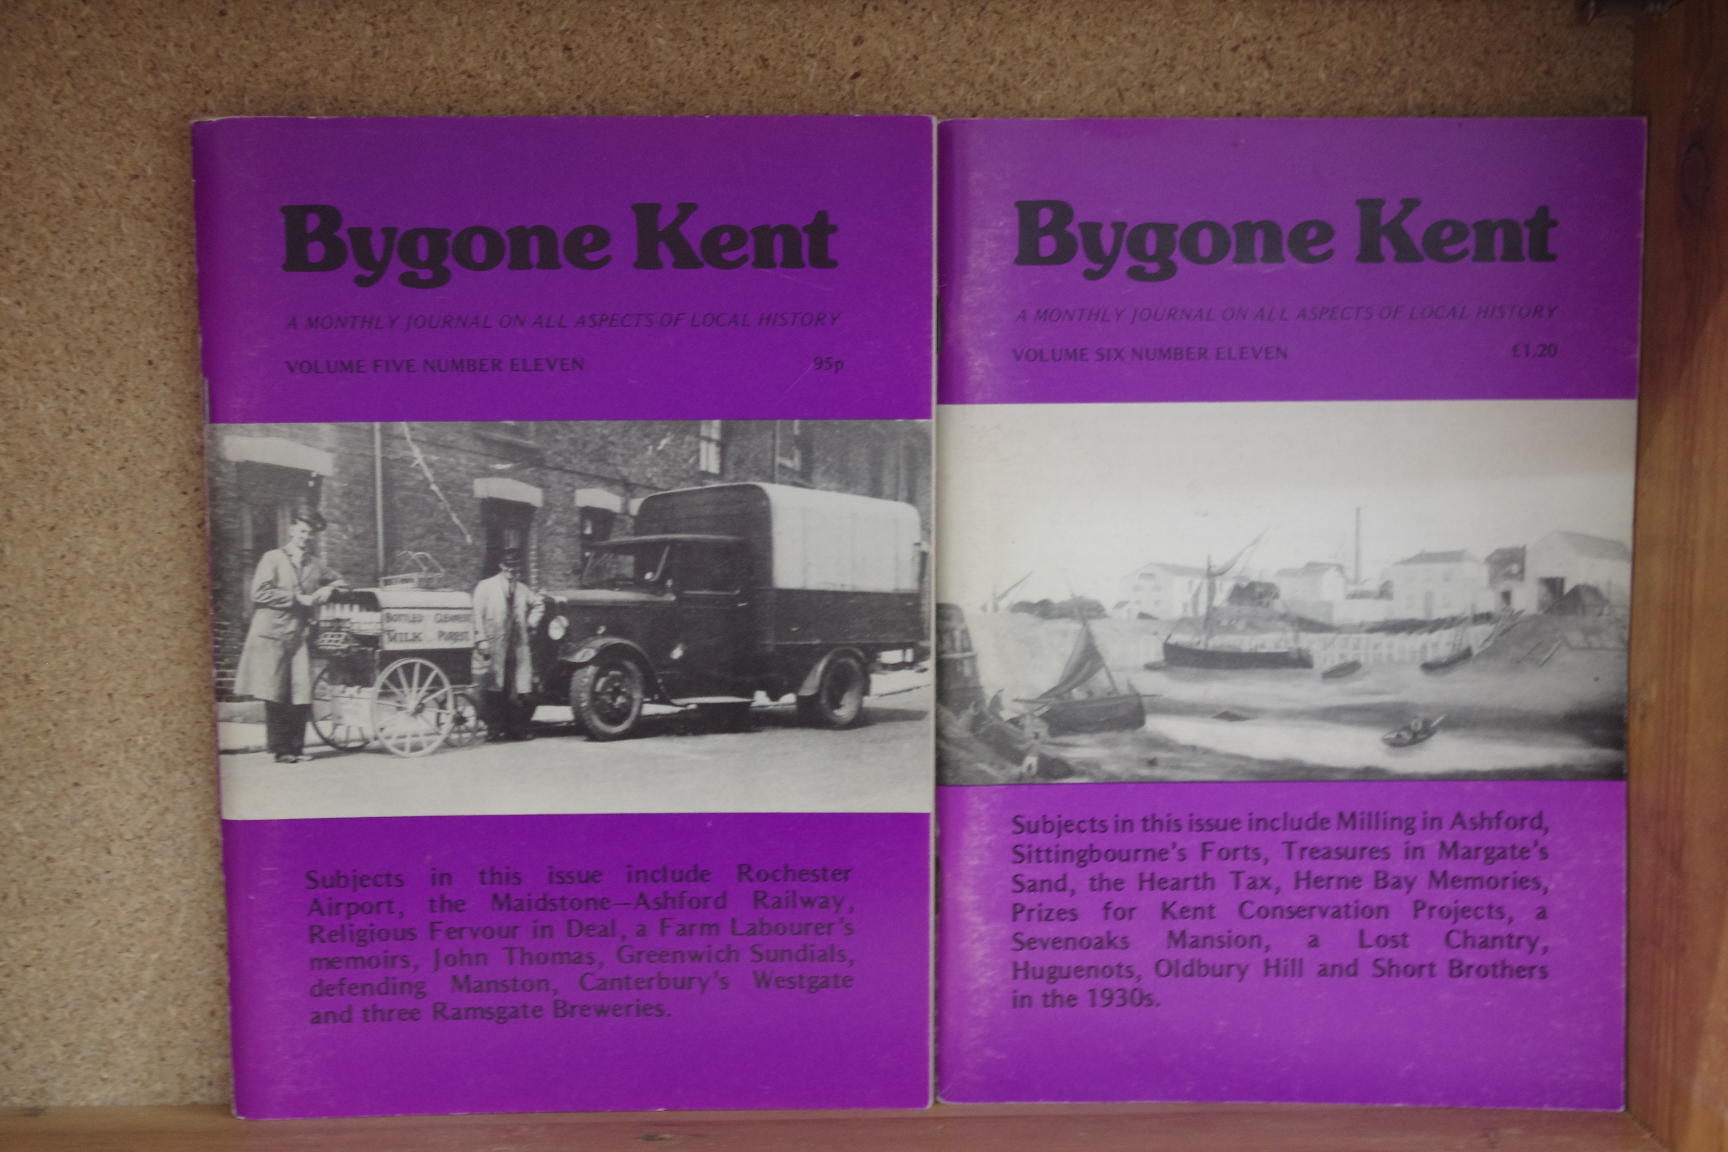 Bygone Kent
A MONTHLY JOURNAL ON ALL ASPECTS OF LOCAL HISTORY
VOLUME FIVE NUMBER ELEVEN 95p
BOTTLED CLEANEST
MILK PUREST
Subjects in this issue include Rochester
Airport, the Maidstone—Ashford Railway,
Religious Fervour in Deal, a Farm Labourer's
memoirs, John Thomas, Greenwich Sundials,
defending Manston, Canterbury's Westgate
and three Ramsgate Breweries.
Bygone Kent
A MONTHLY JOURNAL ON ALL ASPECTS OF LOCAL HISTORY
VOLUME SIX NUMBER ELEVEN £1.20
Subjects in this issue include Milling in Ashford,
Sittingbourne's Forts, Treasures in Margate's
Sand, the Hearth Tax, Herne Bay Memories,
Prizes for Kent Conservation Projects, a
Sevenoaks Mansion, a Lost Chantry,
Huguenots, Oldbury Hill and Short Brothers
in the 1930s.